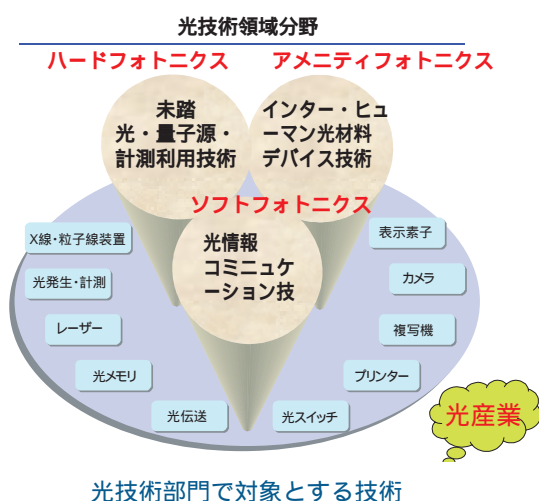 光技術領域分野
ハードフォトニクス
アメニティフォトニクス
未踏
光・量子源・
計測利用技術
インター・ヒュ
ーマン光材料
デバイス技術
ソフトフォトニクス
光情報
コミニュケ
ーション技
X線・粒子線装置
光発生・計測
レーザー
光メモリ
光伝送
光スイッチ
プリンター
複写機
カメラ
表示素子
光産業
光技術部門で対象とする技術